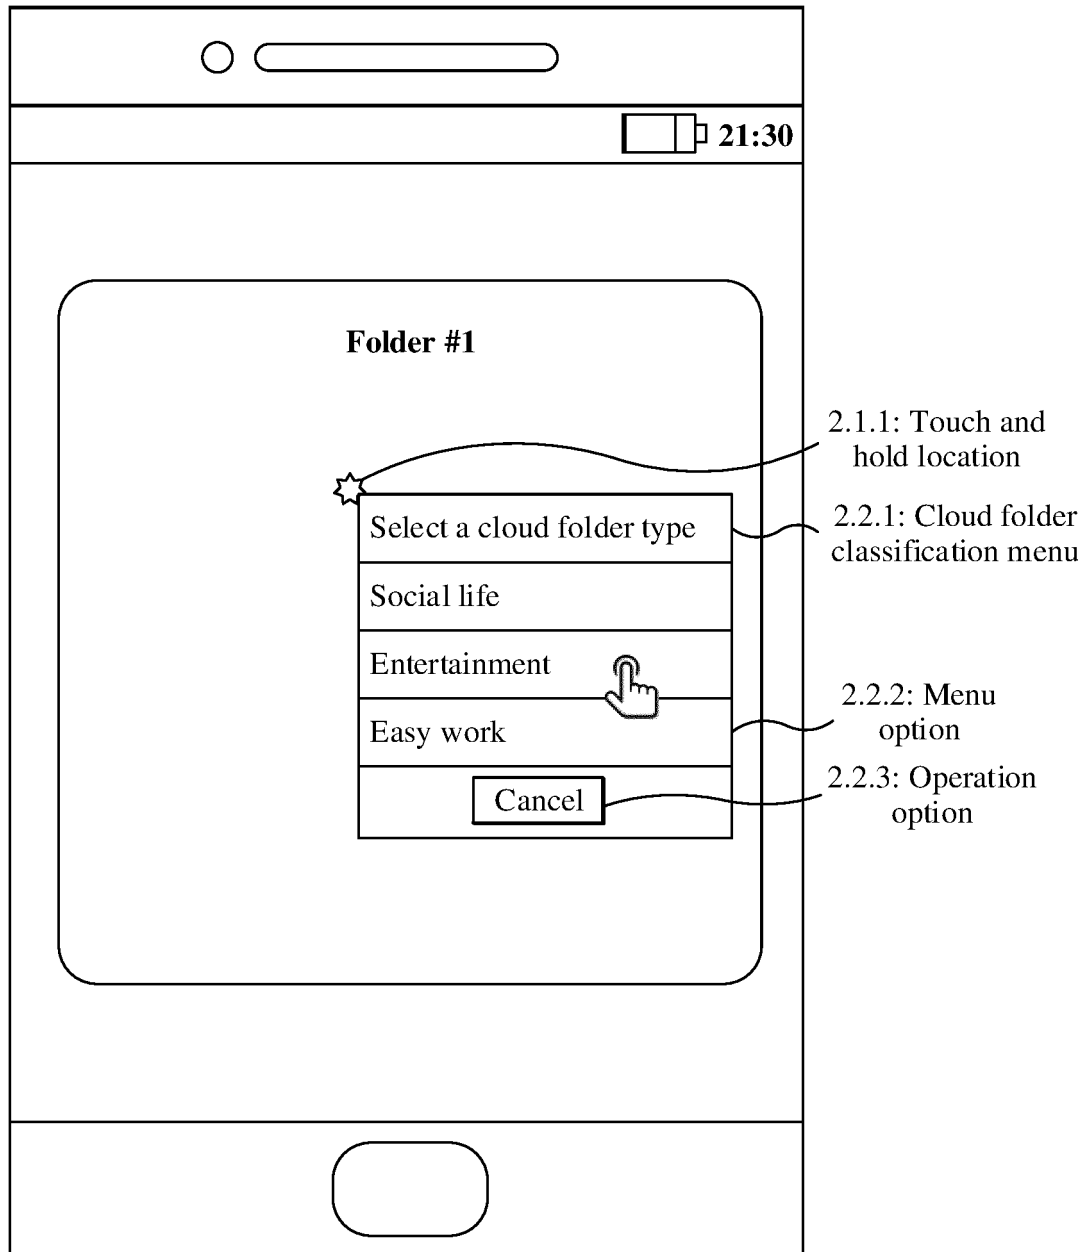 21:30
Folder #1
2.1.1: Touch and
hold location
Select a cloud folder type
2.2.1: Cloud folder
classification menu
Social life
Entertainment
2.2.2: Menu
option
Easy work
2.2.3: Operation
option
Cancel